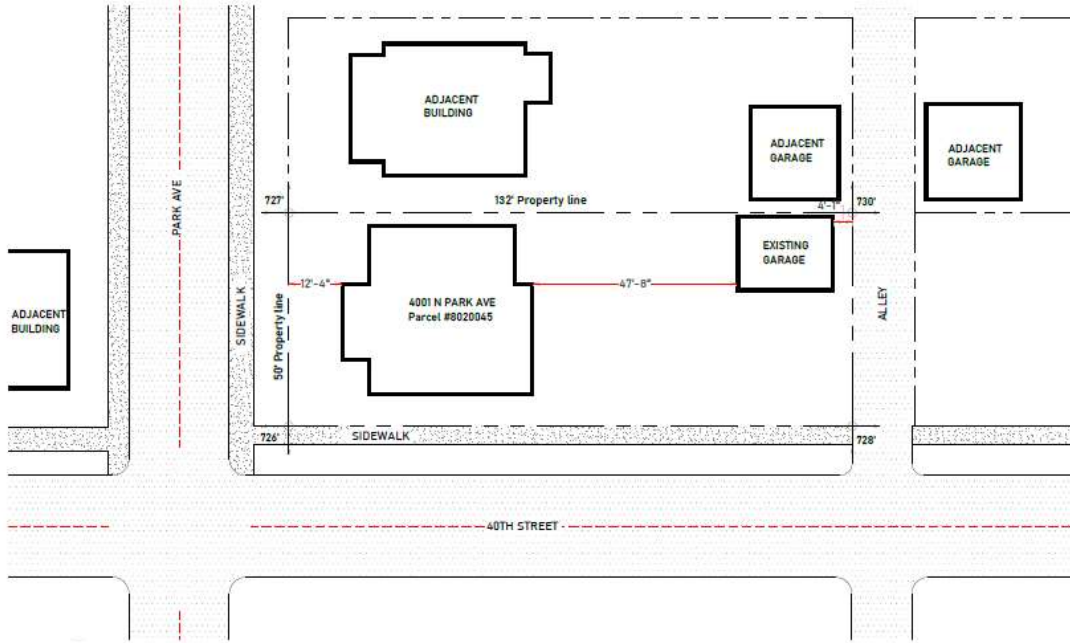 ADJACENT
BUILDING
ADJACENT
GARAGE
ADJACENT
GARAGE
PARK AVE
727'
132' Property line
4'-1"
730'
EXISTING
GARAGE
12'-4"
47'-8"
4001 N PARK AVE
Parcel #8020045
ADJACENT
BUILDING
SIDEWALK
50' Property line
ALLEY
726'
SIDEWALK
728'
40TH STREET